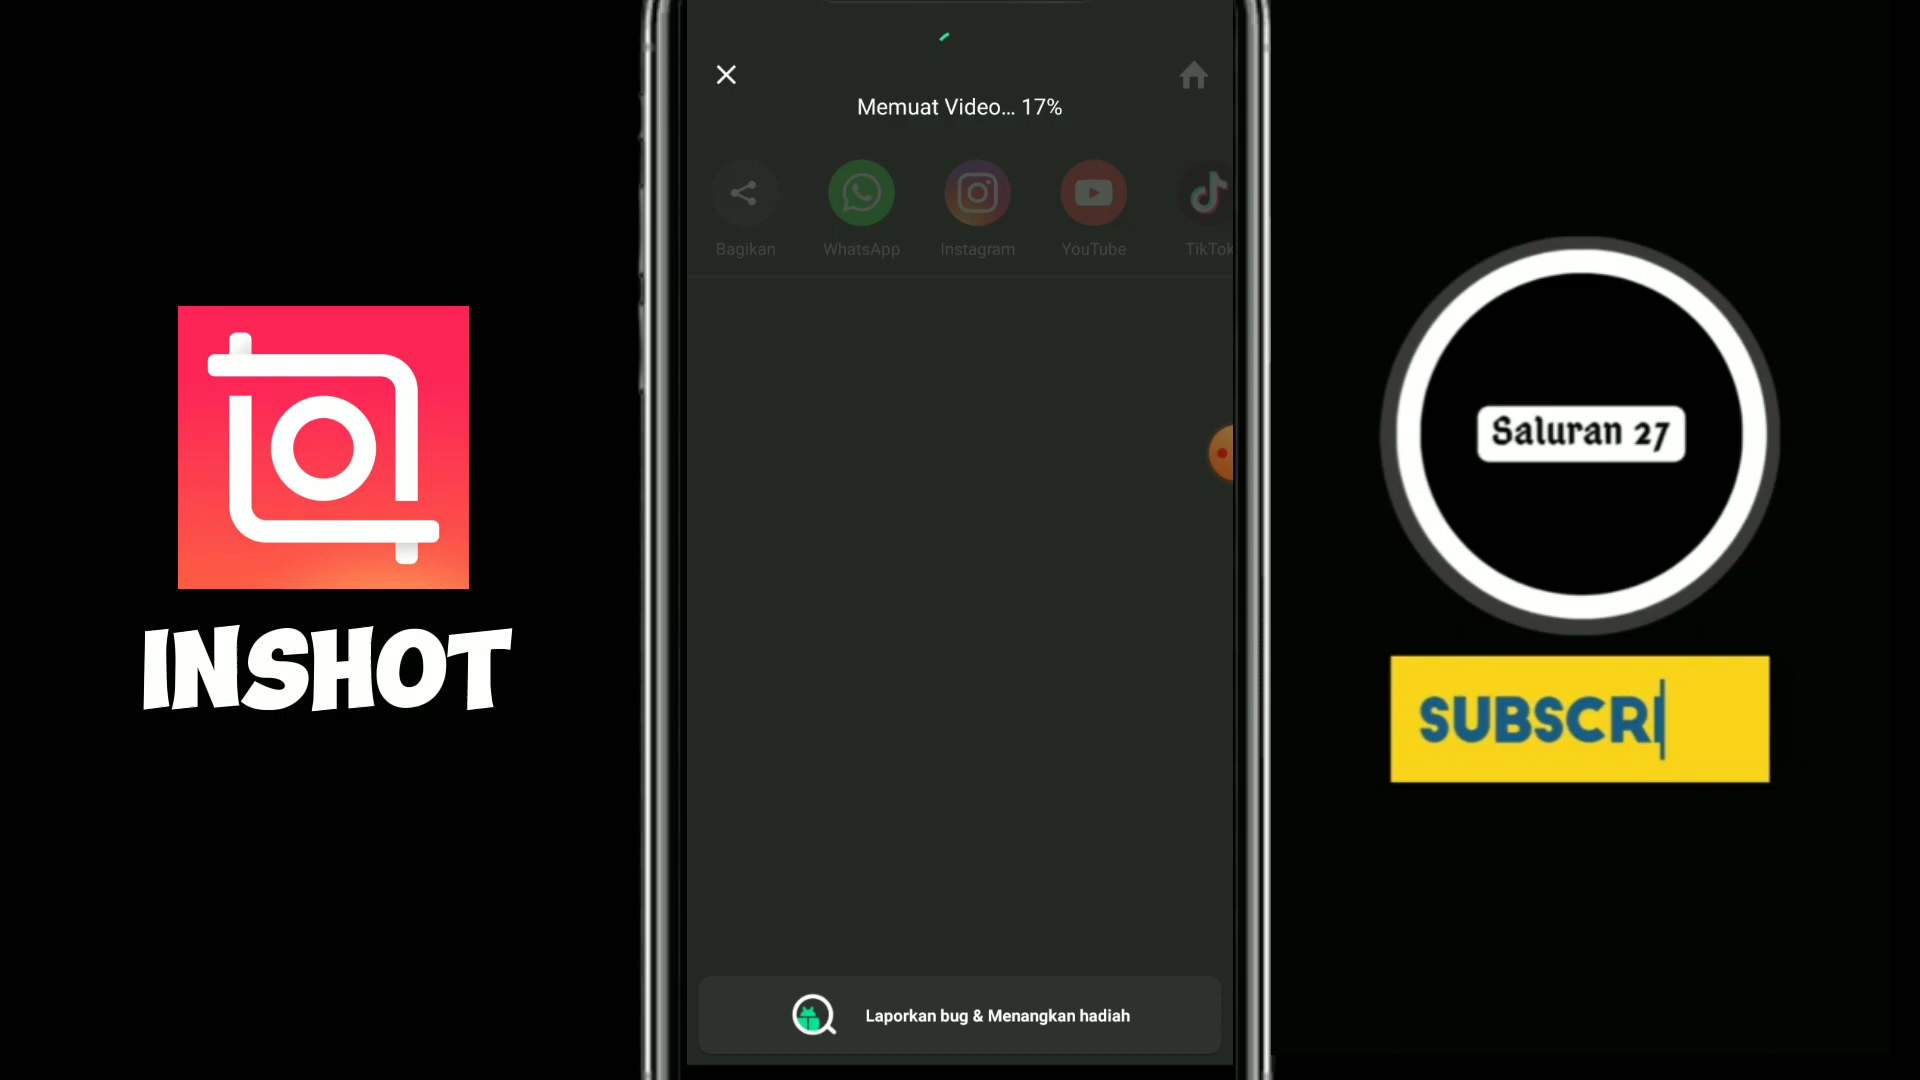 Memuat Video... 17%
Bagikan
WhatsApp
Instagram
YouTube
TikTok
INSHOT
Saluran 27
SUBSCRI
Laporkan bug & Menangkan hadiah